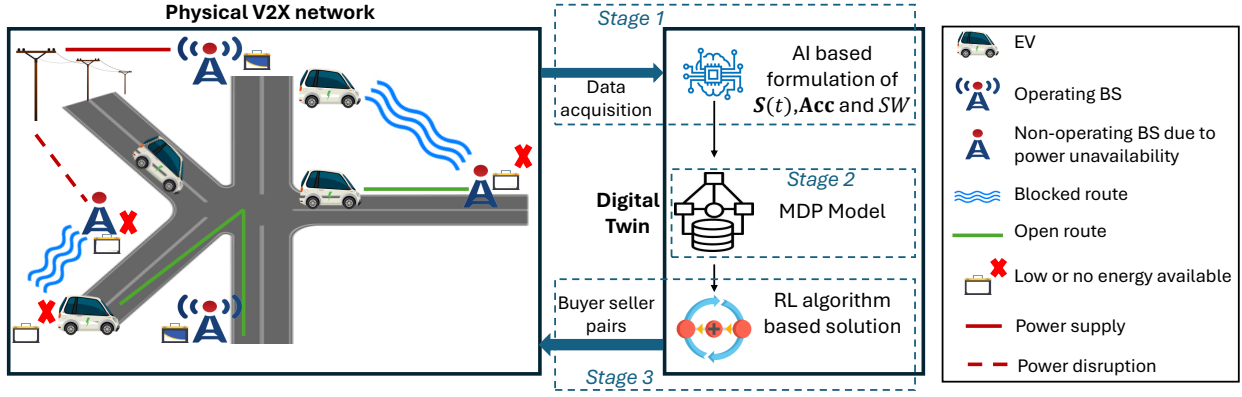 Physical V2X network
Stage 1
Data
acquisition
AI based
formulation of
S(t),Acc and SW
Digital
Twin
Stage 2
MDP Model
Buyer seller
pairs
RL algorithm
based solution
Stage 3
EV
Operating BS
Non-operating BS due to
power unavailability
Blocked route
Open route
Low or no energy available
Power supply
Power disruption